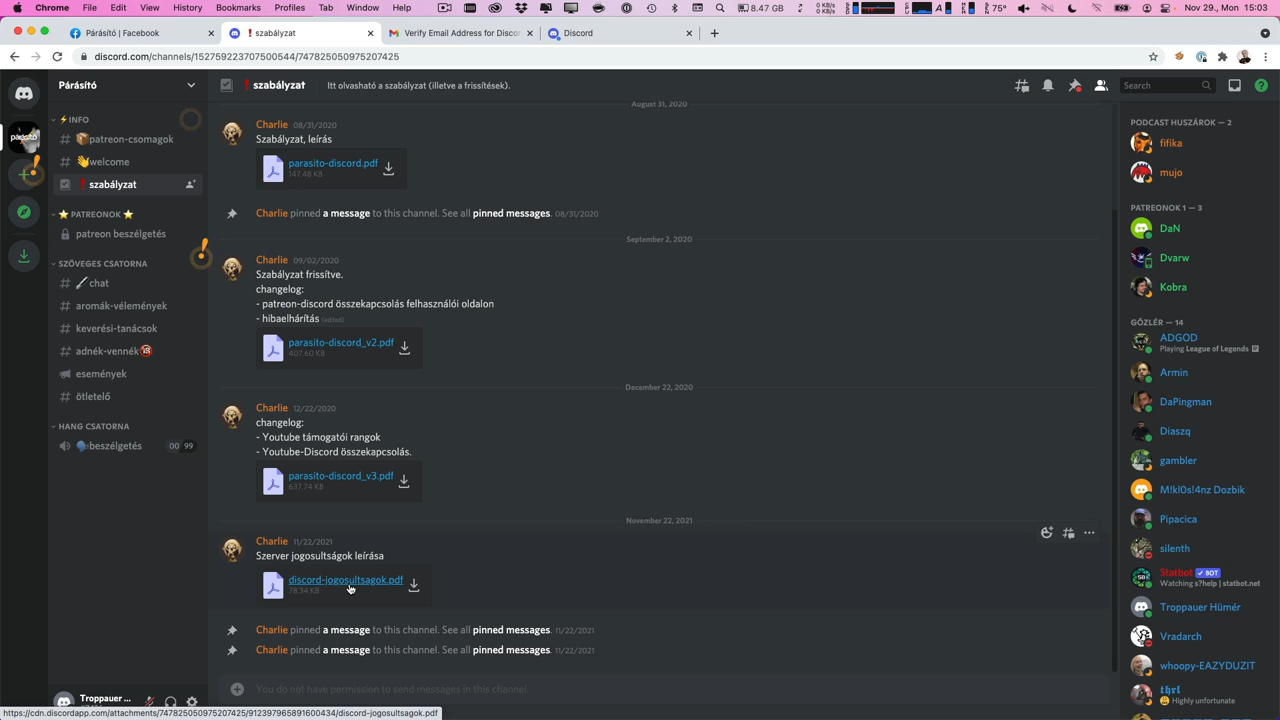 Chrome File Edit View History Bookmarks Profiles Tab Window Help
8.47 GB
0 KB/s
0 KB/s
75°
Nov 29., Mon 15:03
Párásító | Facebook
szabályzat
Verify Email Address for Discor
Discord
discord.com/channels/152759223707500544/747825050975207425
Párásító
szabályzat
Itt olvasható a szabályzat (illetve a frissítések).
Search
INFO
patreon-csomagok
welcome
szabályzat
PATREONOK
patreon beszélgetés
SZÖVEGES CSATORNA
chat
aromák-vélemények
keverési-tanácsok
adnék-vennék
események
ötletelő
HANG CSATORNA
beszélgetés 00 99
Troppauer ...
August 31, 2020
Charlie 08/31/2020
Szabályzat, leírás
parasito-discord.pdf
147.48 KB
Charlie pinned a message to this channel. See all pinned messages. 08/31/2020
September 2, 2020
Charlie 09/02/2020
Szabályzat frissítve.
changelog:
- patreon-discord összekapcsolás felhasználói oldalon
- hibaelhárítás (edited)
parasito-discord_v2.pdf
407.60 KB
December 22, 2020
Charlie 12/22/2020
changelog:
- Youtube támogatói rangok
- Youtube-Discord összekapcsolás.
parasito-discord_v3.pdf
637.74 KB
November 22, 2021
Charlie 11/22/2021
Szerver jogosultságok leírása
discord-jogosultsagok.pdf
78.34 KB
Charlie pinned a message to this channel. See all pinned messages. 11/22/2021
Charlie pinned a message to this channel. See all pinned messages. 11/22/2021
You do not have permission to send messages in this channel.
PODCAST HUSZÁROK — 2
fifika
mujo
PATREONOK 1 — 3
DaN
Dvarw
Kobra
GŐZLÉR — 14
ADGOD
Playing League of Legends
Armin
DaPingman
Diaszq
gambler
M!kl0s!4nz Dozbik
Pipacica
silenth
Statbot BOT
Watching s?help | statbot.net
Troppauer Hümér
Vradarch
whoopy-EAZYDUZIT
Highly unfortunate
https://cdn.discordapp.com/attachments/747825050975207425/912397965891600434/discord-jogosultsagok.pdf